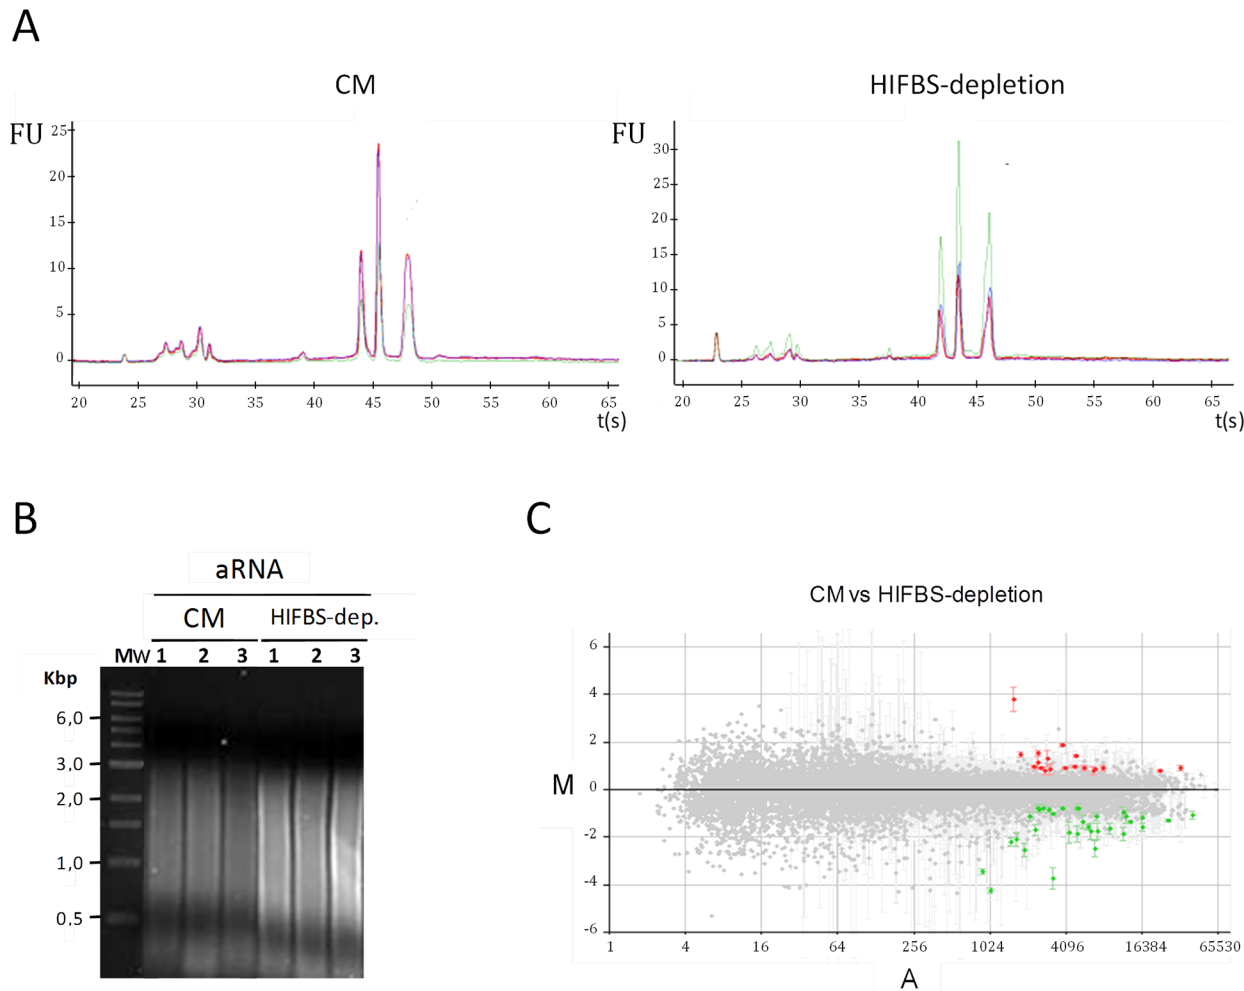 A
CM
HIFBS-depletion
FU
25
20
15
10
5
0
20 25 30 35 40 45 50 55 60 65
t(s)
FU
30
25
20
15
10
5
0
20 25 30 35 40 45 50 55 60 65
t(s)
B
aRNA
CM HIFBS-dep.
Mw 1 2 3 1 2 3
Kbp
6,0
3,0
2,0
1,0
0,5
C
CM vs HIFBS-depletion
M
6
4
2
0
-2
-4
-6
1 4 16 64 256 1024 4096 16384 65530
A